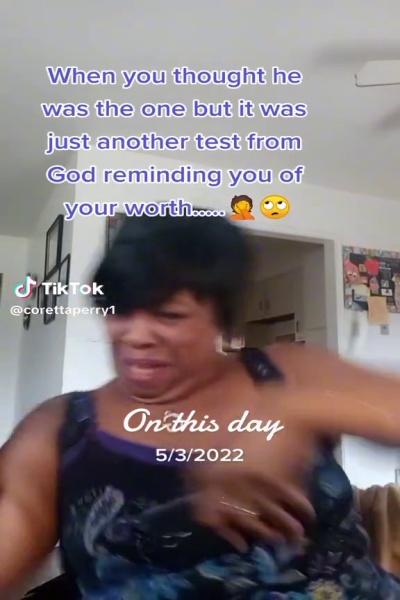 When you thought he
was the one but it was
just another test from
God reminding you of
your worth.....🤦🙄
TikTok
@corettaperry1
On this day
5/3/2022